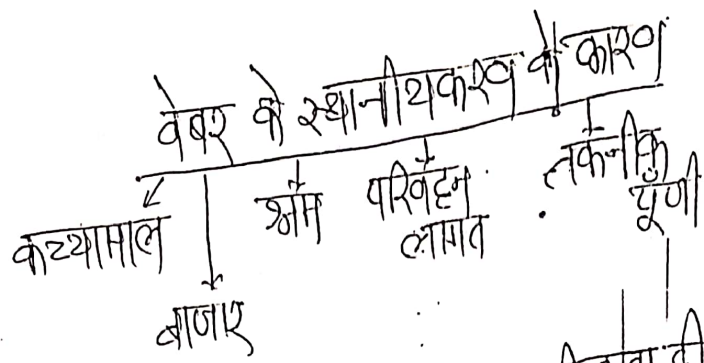 वेबर के स्थानीयकरण के कारण
कच्चामाल
बाजार
श्रम
परिवहन
लागत
तकनीक
पूँजी